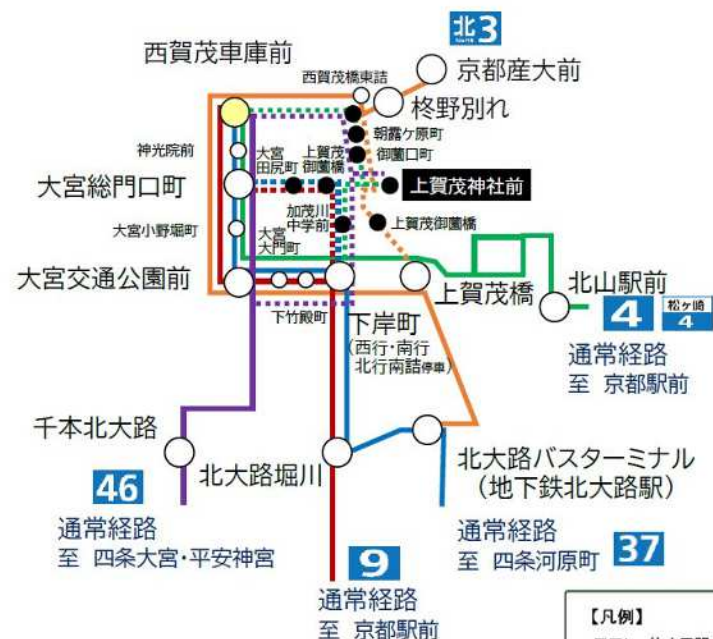 北3
西賀茂車庫前
京都産大前
西賀茂橋東詰
柊野別れ
朝露ケ原町
神光院前
大宮
田尻町
上賀茂
御薗橋
御薗口町
大宮総門口町
上賀茂神社前
加茂川
中学前
大宮小野堀町
大宮
大門町
上賀茂御薗橋
大宮交通公園前
上賀茂橋
北山駅前
下竹殿町
下岸町
(西行・南行
北行南詰停車)
4
松ヶ崎
4
通常経路
至 京都駅前
千本北大路
北大路堀川
北大路バスターミナル
(地下鉄北大路駅)
46
通常経路
至 四条大宮・平安神宮
通常経路
至 四条河原町
37
9
通常経路
至 京都駅前
【凡例】